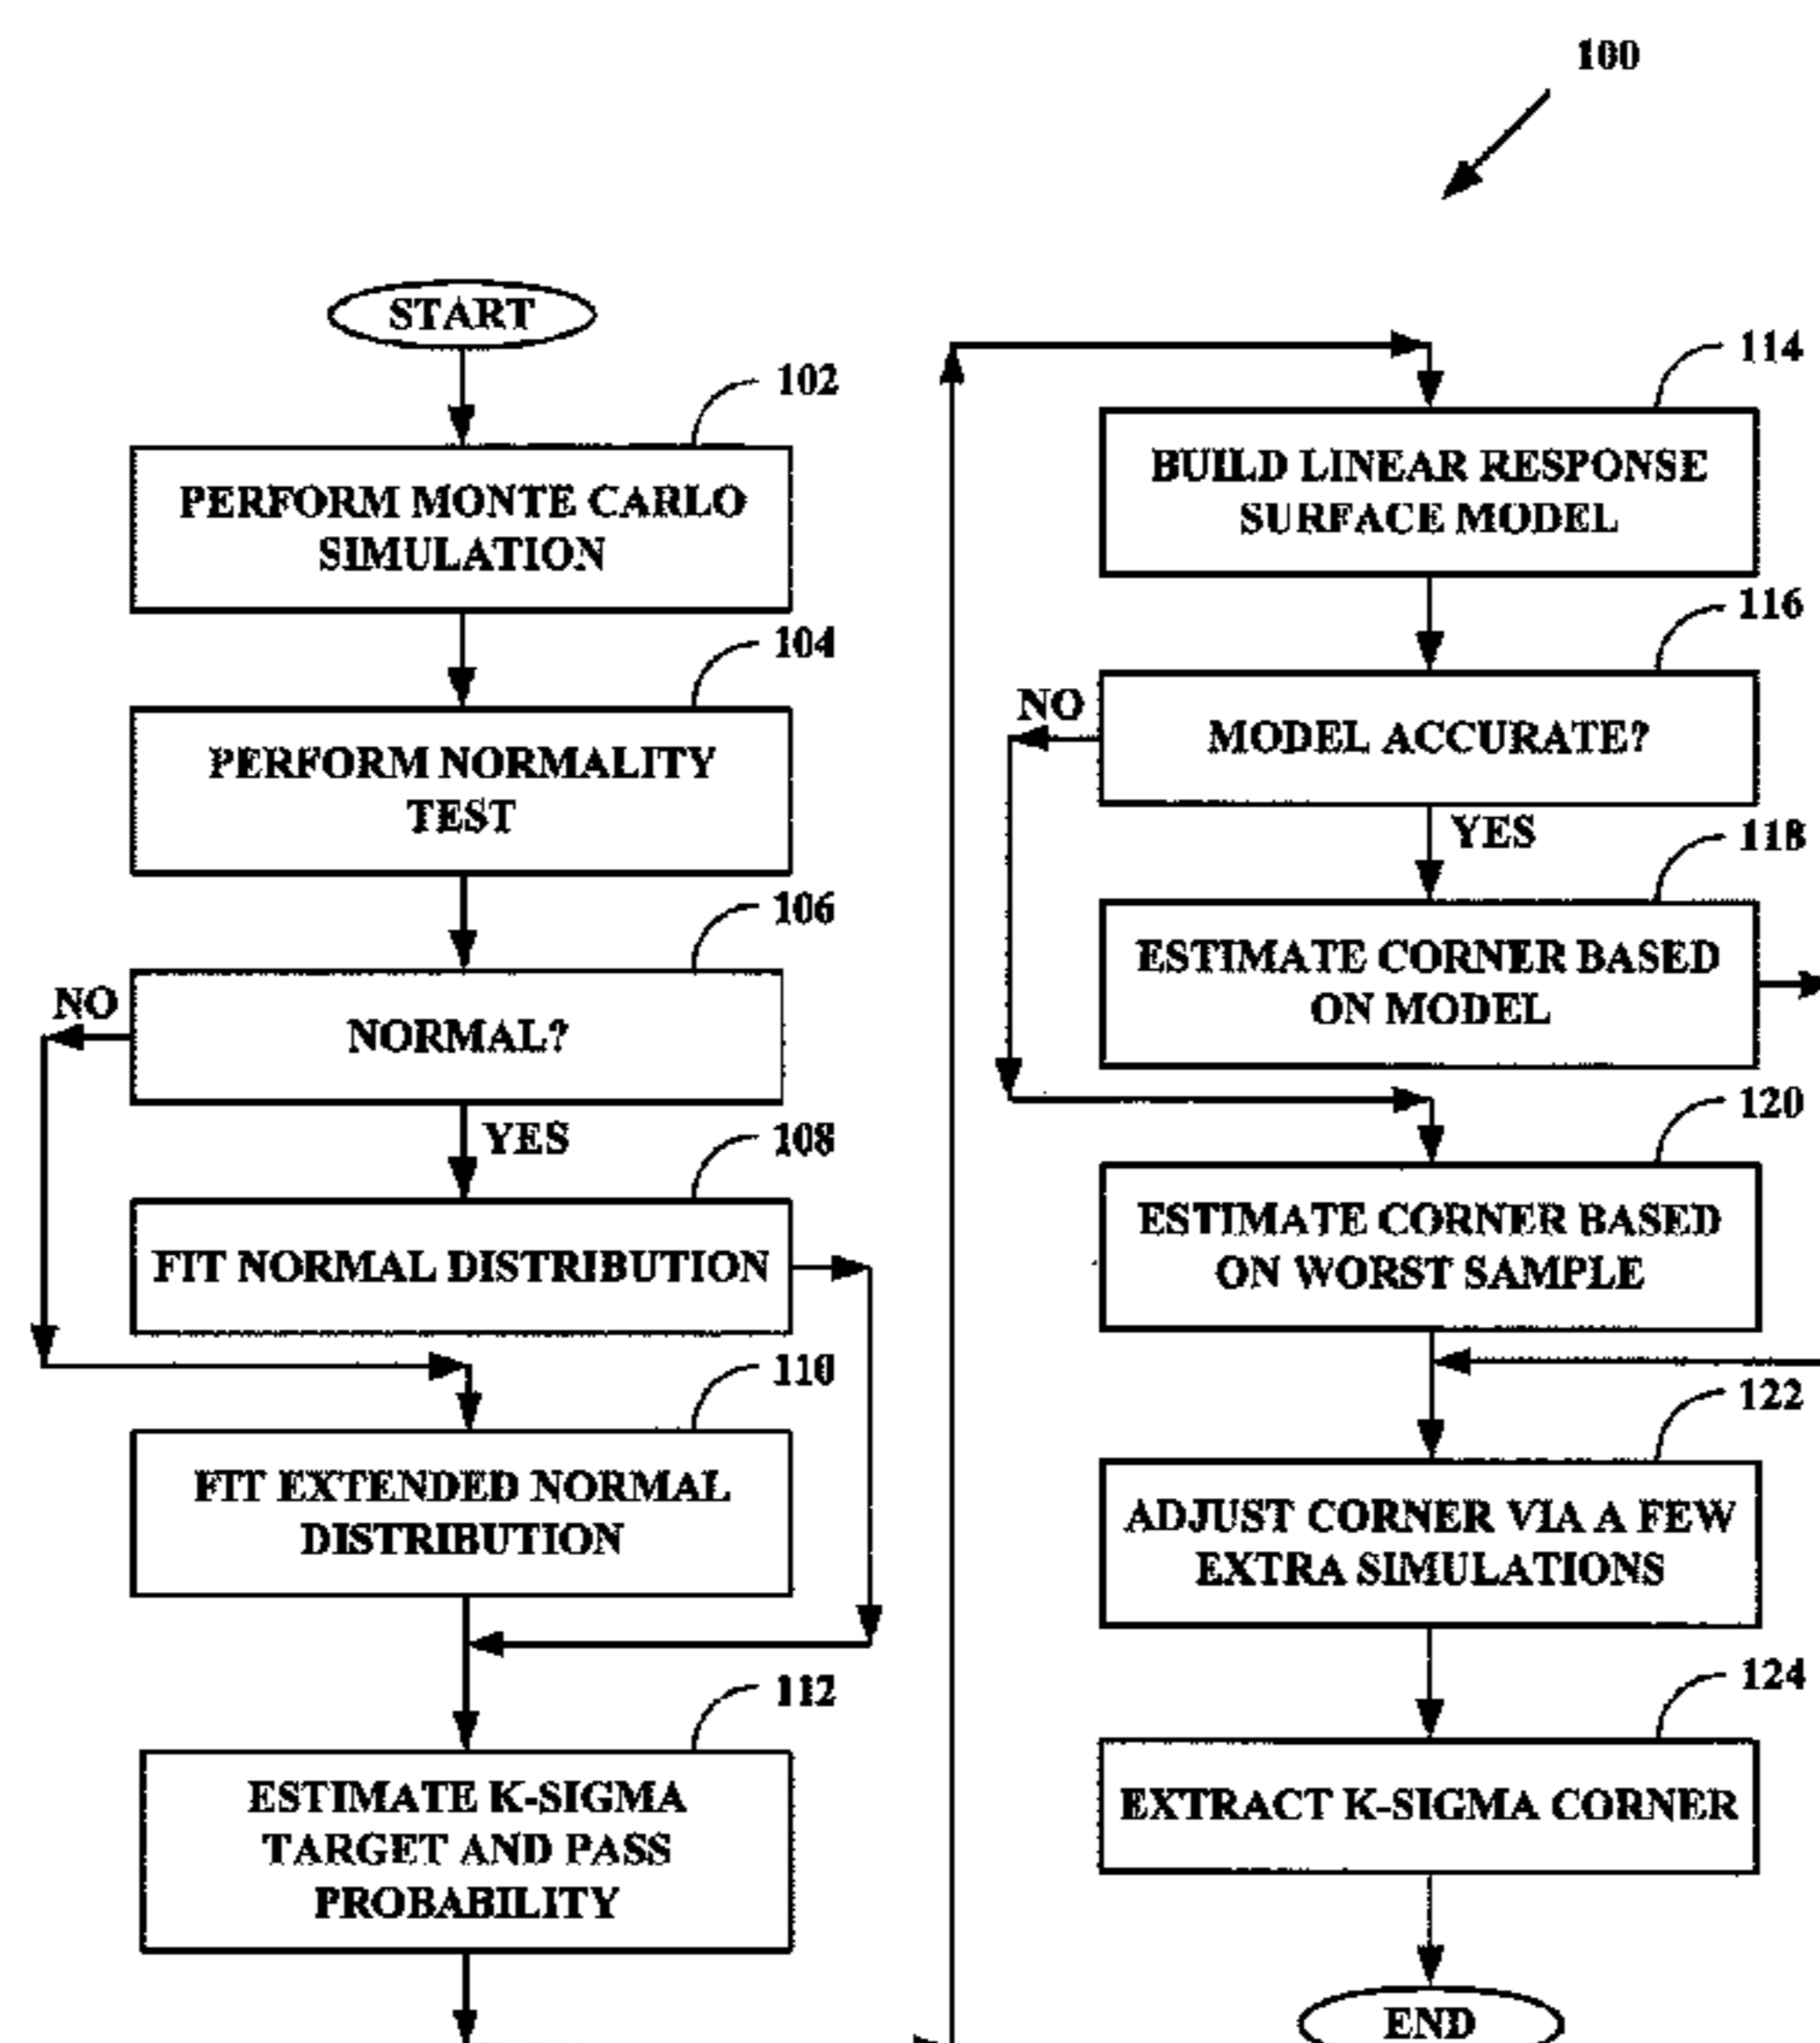 100
START
102
PERFORM MONTE CARLO
SIMULATION
104
PERFORM NORMALITY
TEST
106
NO
NORMAL?
YES
108
FIT NORMAL DISTRIBUTION
110
FIT EXTENDED NORMAL
DISTRIBUTION
112
ESTIMATE K-SIGMA
TARGET AND PASS
PROBABILITY
114
BUILD LINEAR RESPONSE
SURFACE MODEL
116
NO
MODEL ACCURATE?
YES
118
ESTIMATE CORNER BASED
ON MODEL
120
ESTIMATE CORNER BASED
ON WORST SAMPLE
122
ADJUST CORNER VIA A FEW
EXTRA SIMULATIONS
124
EXTRACT K-SIGMA CORNER
END